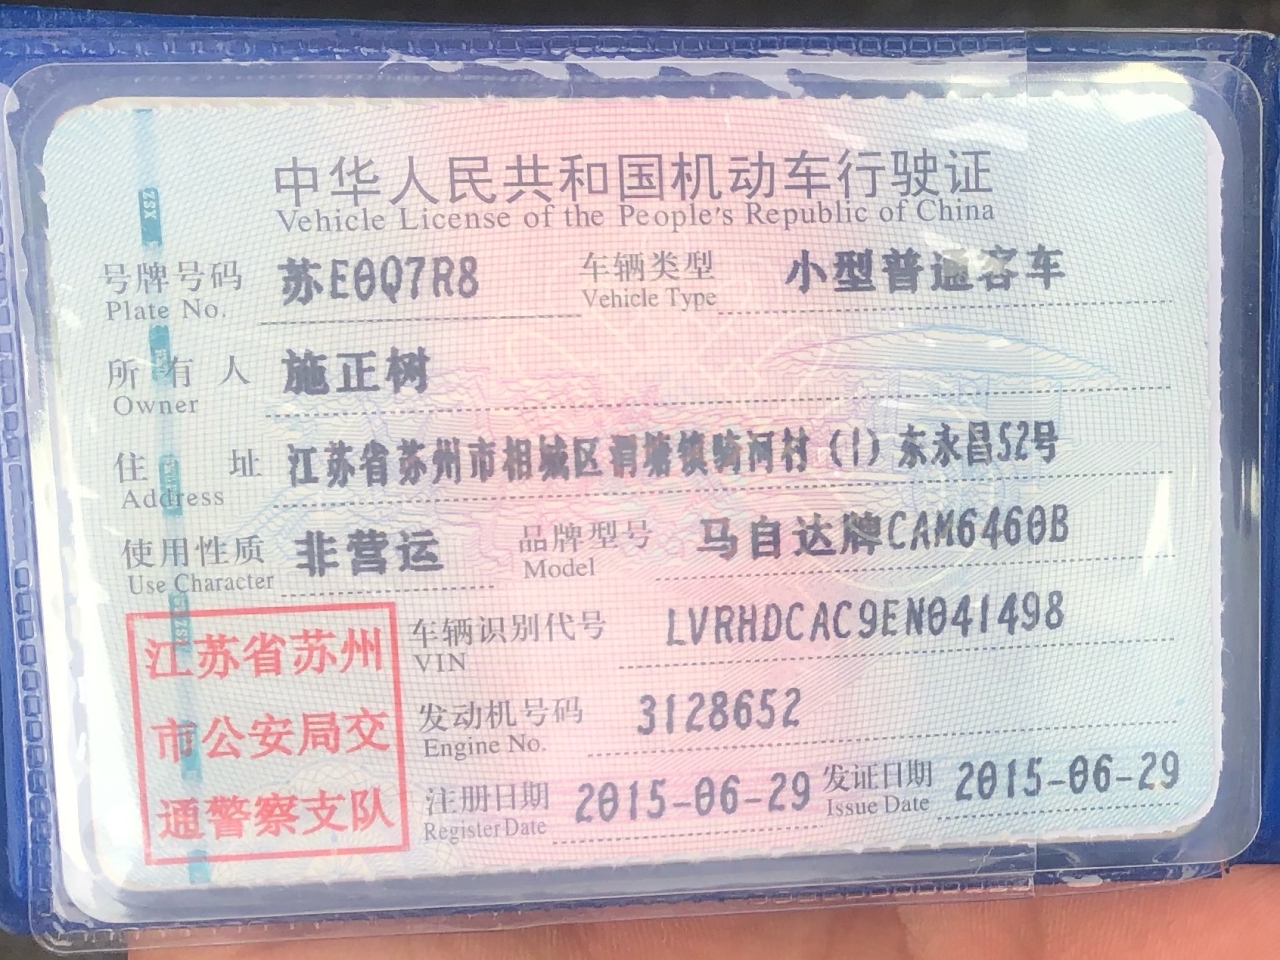 中华人民共和国机动车行驶证
Vehicle License of the People's Republic of China
号牌号码 苏E0Q7R8 车辆类型 小型普通客车
Plate No. Vehicle Type
所有人 施正树
Owner
住址 江苏省苏州市相城区渭塘镇骑河村(1)东永昌52号
Address
使用性质 非营运 品牌型号 马自达牌CAM6460B
Use Character Model
江苏省苏州
市公安局交
通警察支队
车辆识别代号 LVRHDCAC9EN041498
VIN
发动机号码 3128652
Engine No.
注册日期 2015-06-29 发证日期 2015-06-29
Register Date Issue Date